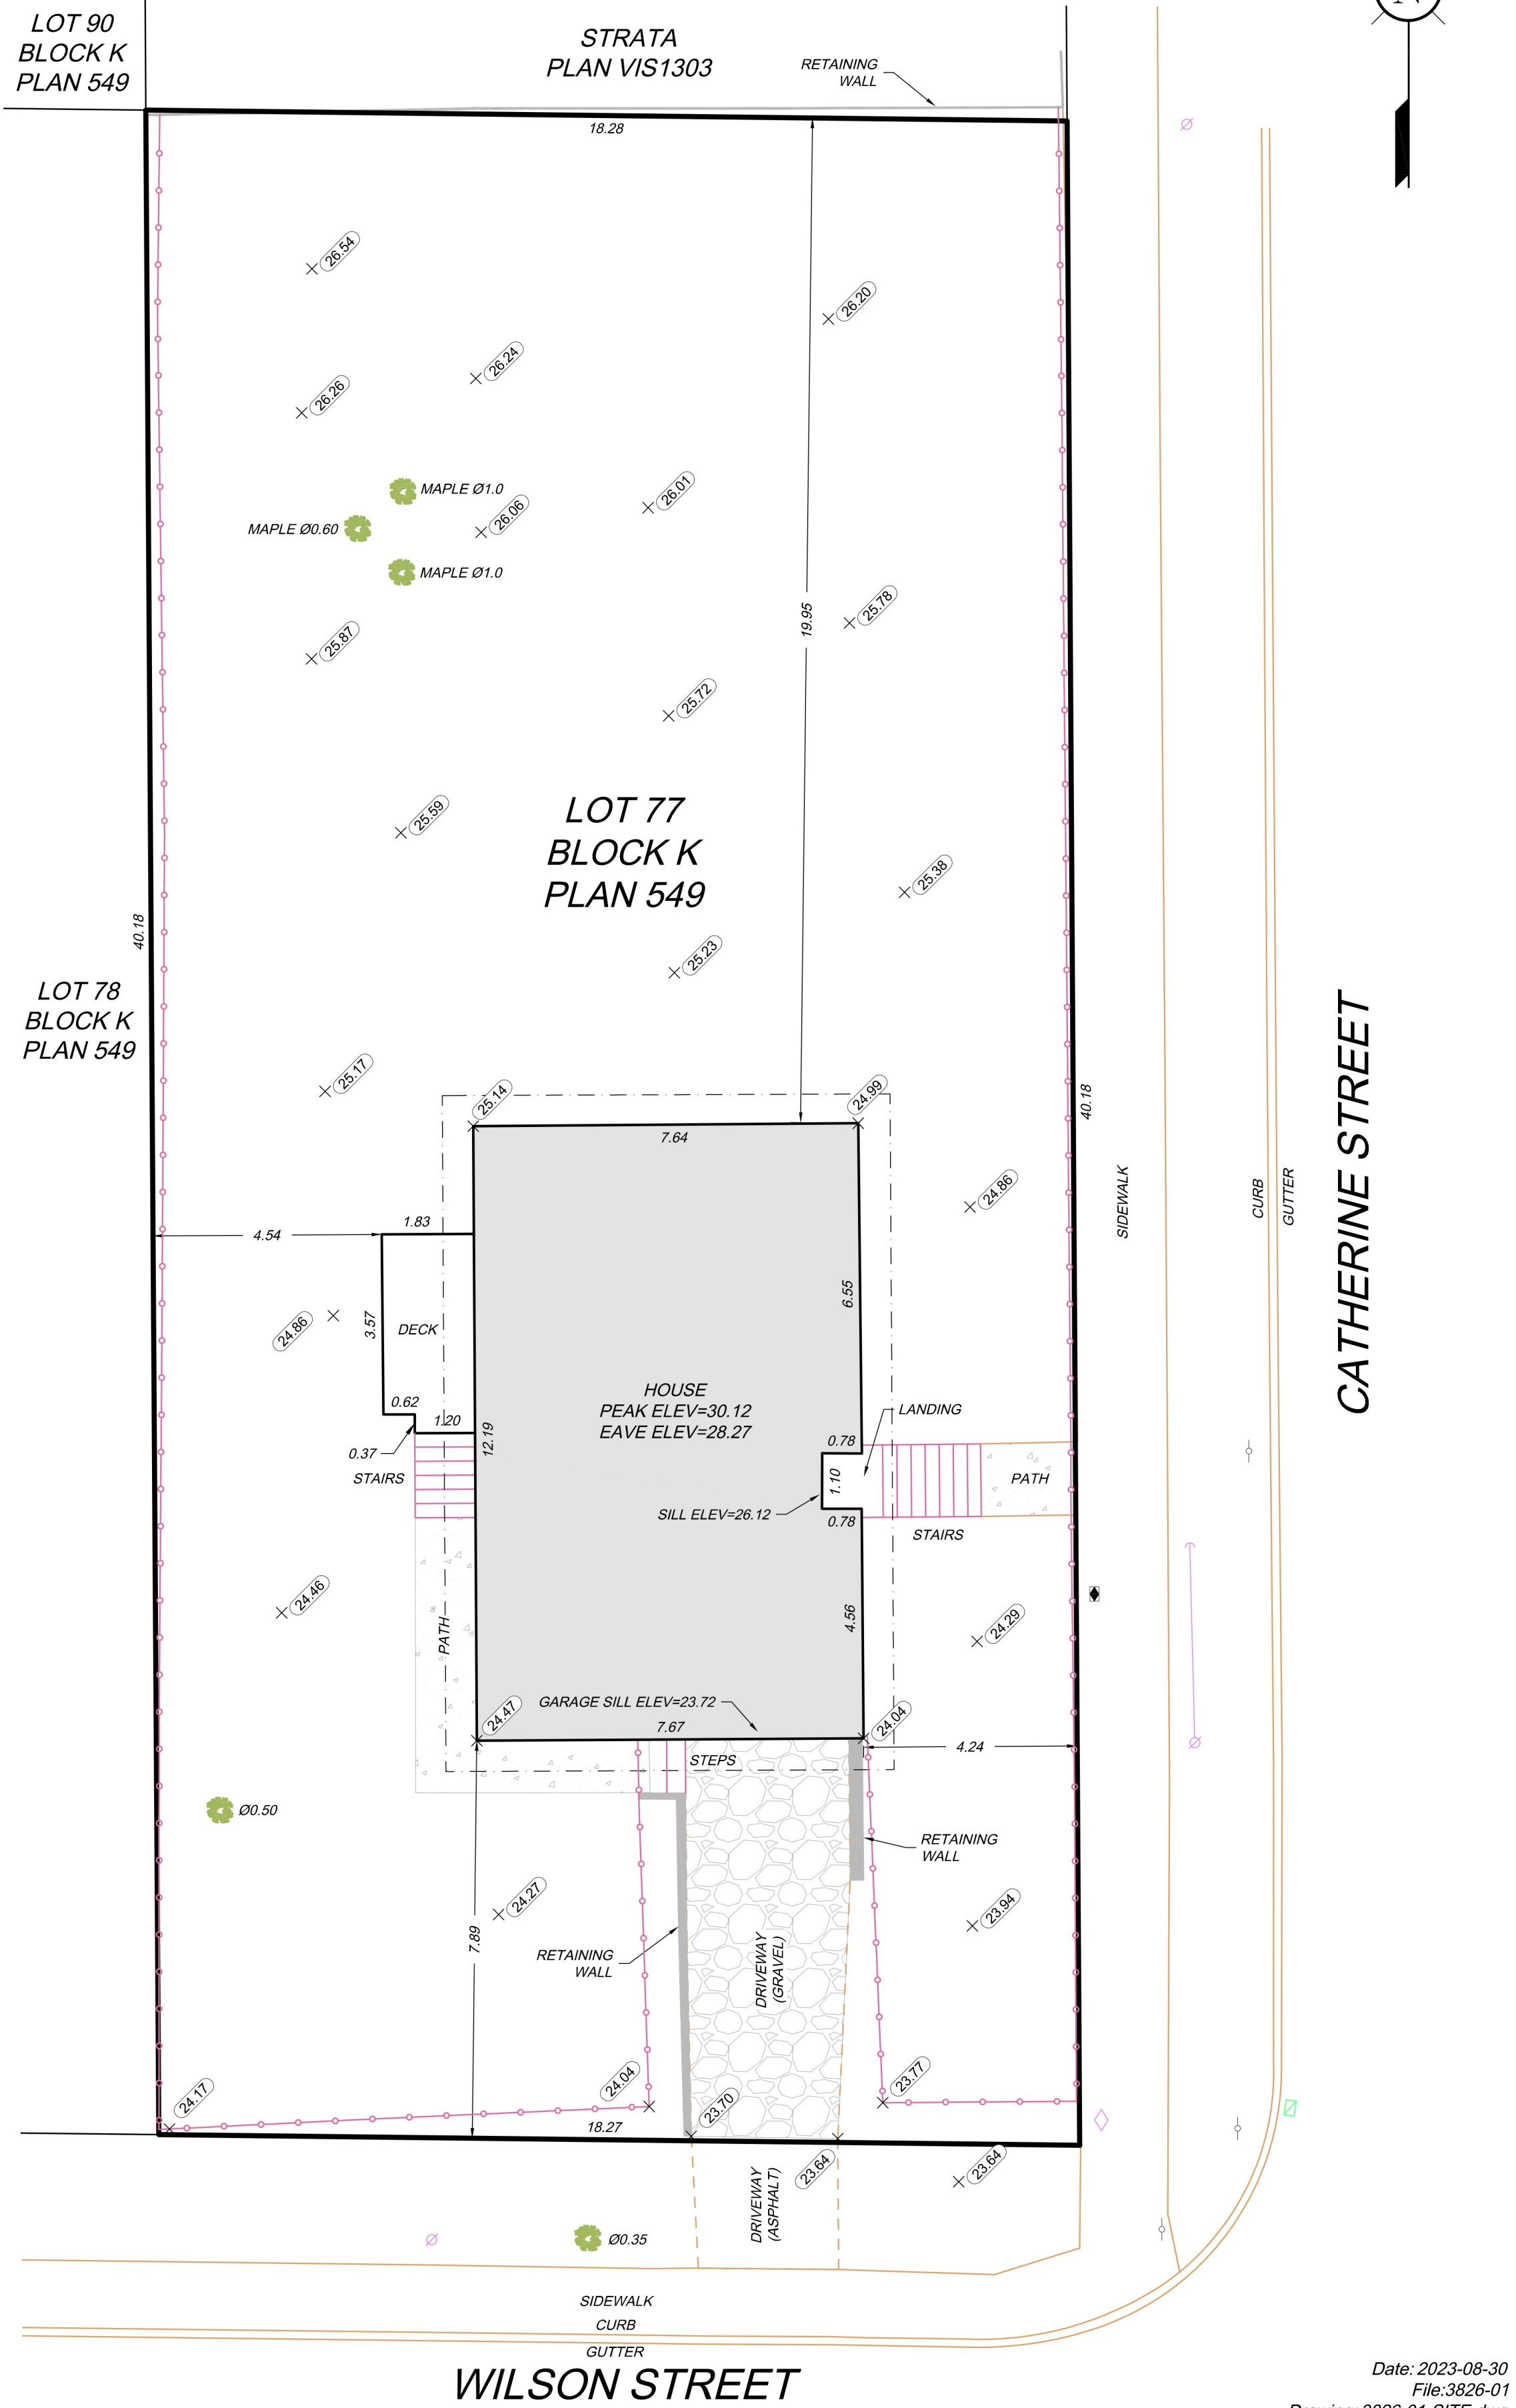 LOT 90
BLOCK K
PLAN 549
STRATA
PLAN VIS1303
RETAINING
WALL
N
18.28
26.54
26.20
26.24
26.26
MAPLE Ø1.0
26.01
26.06
MAPLE Ø0.60
MAPLE Ø1.0
19.95
25.78
25.87
25.72
LOT 77
BLOCK K
PLAN 549
25.59
25.38
40.18
25.23
LOT 78
BLOCK K
PLAN 549
25.17
25.14
24.99
40.18
7.64
CATHERINE STREET
SIDEWALK
CURB
GUTTER
24.86
1.83
4.54
6.55
24.86
3.57
DECK
HOUSE
PEAK ELEV=30.12
EAVE ELEV=28.27
0.62
1.20
LANDING
12.19
0.37
0.78
STAIRS
1.10
PATH
SILL ELEV=26.12
0.78
STAIRS
24.46
4.56
24.29
PATH
GARAGE SILL ELEV=23.72
24.47
7.67
24.04
4.24
STEPS
Ø0.50
RETAINING
WALL
24.27
23.94
7.89
RETAINING
WALL
DRIVEWAY
(GRAVEL)
24.17
24.04
23.77
23.70
18.27
23.64
23.64
DRIVEWAY
(ASPHALT)
Ø0.35
SIDEWALK
CURB
GUTTER
WILSON STREET
Date: 2023-08-30
File:3826-01
Drawing:3826-01-SITE.dwg